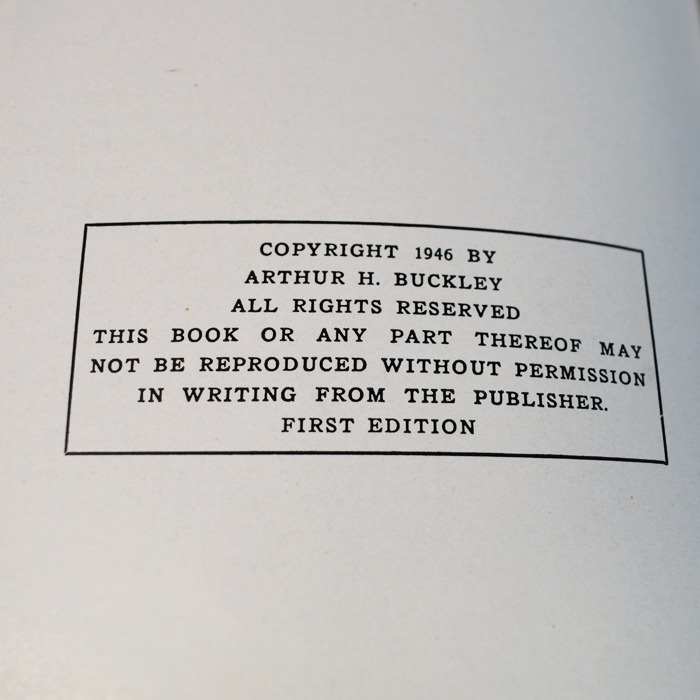 COPYRIGHT 1946 BY
ARTHUR H. BUCKLEY
ALL RIGHTS RESERVED
THIS BOOK OR ANY PART THEREOF MAY
NOT BE REPRODUCED WITHOUT PERMISSION
IN WRITING FROM THE PUBLISHER.
FIRST EDITION